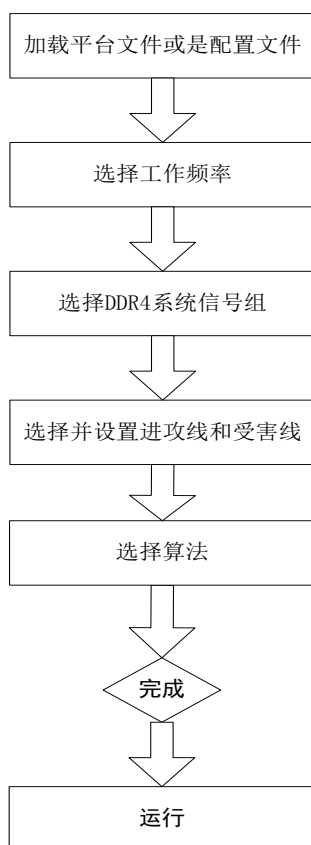 加载平台文件或是配置文件
选择工作频率
选择DDR4系统信号组
选择并设置进攻线和受害线
选择算法
完成
运行